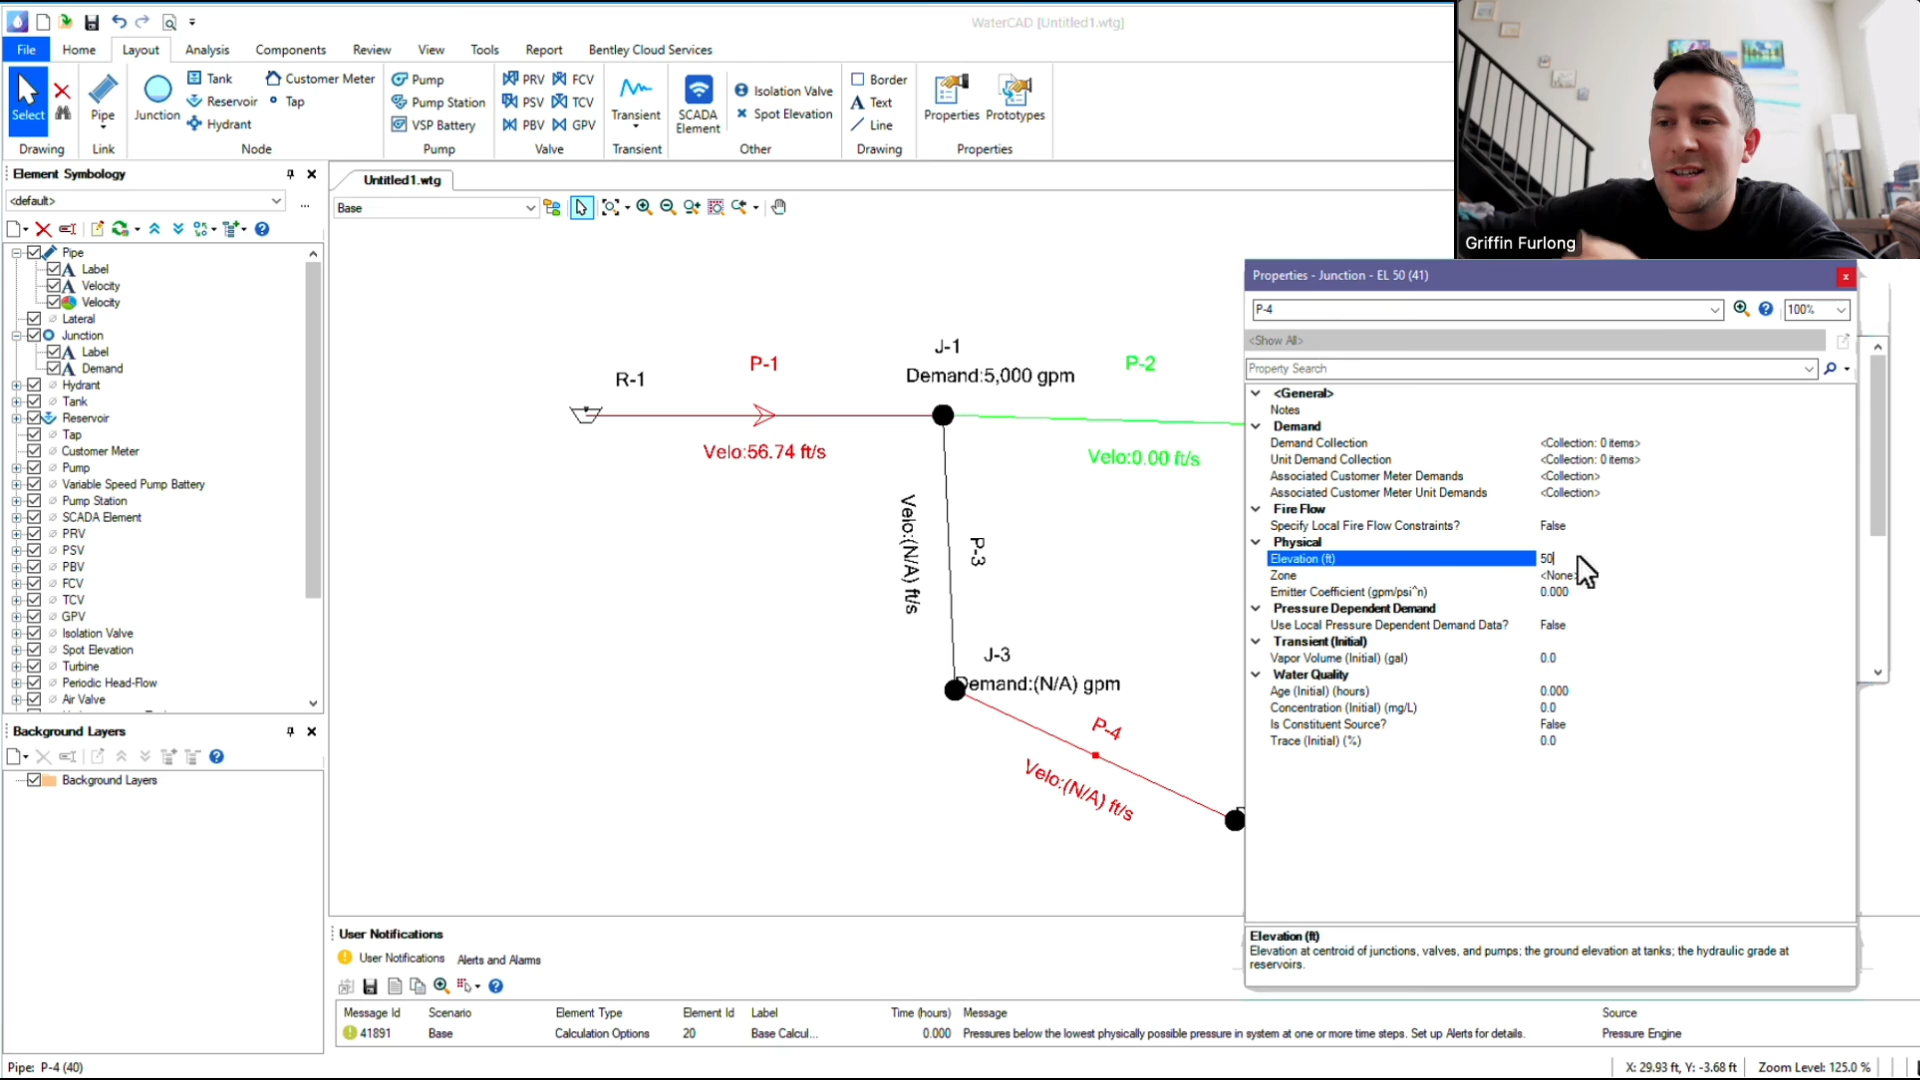 WaterCAD [Untitled1.wtg]
File Home Layout Analysis Components Review View Tools Report Bentley Cloud Services
Select
Drawing
Pipe
Link
Junction
Tank
Reservoir
Hydrant
Customer Meter
Tap
Node
Pump
Pump Station
VSP Battery
Pump
PRV FCV
PSV TCV
PBV GPV
Valve
Transient
Transient
SCADA
Element
Isolation Valve
Spot Elevation
Other
Border
Text
Line
Drawing
Properties Prototypes
Properties
Griffin Furlong
Element Symbology
<default>
...
Pipe
Label
Velocity
Velocity
Lateral
Junction
Label
Demand
Hydrant
Tank
Reservoir
Tap
Customer Meter
Pump
Variable Speed Pump Battery
Pump Station
SCADA Element
PRV
PSV
PBV
FCV
TCV
GPV
Isolation Valve
Spot Elevation
Turbine
Periodic Head-Flow
Air Valve
Background Layers
Background Layers
Untitled1.wtg
Base
R-1
P-1
Velo:56.74 ft/s
J-1
Demand:5,000 gpm
P-2
Velo:0.00 ft/s
Velo:(N/A) ft/s
P-3
J-3
Demand:(N/A) gpm
P-4
Velo:(N/A) ft/s
Properties - Junction - EL 50 (41)
P-4
100%
<Show All>
Property Search
<General>
Notes
Demand
Demand Collection <Collection: 0 items>
Unit Demand Collection <Collection: 0 items>
Associated Customer Meter Demands <Collection>
Associated Customer Meter Unit Demands <Collection>
Fire Flow
Specify Local Fire Flow Constraints? False
Physical
Elevation (ft) 50
Zone <None>
Emitter Coefficient (gpm/psi^n) 0.000
Pressure Dependent Demand
Use Local Pressure Dependent Demand Data? False
Transient (Initial)
Vapor Volume (Initial) (gal) 0.0
Water Quality
Age (Initial) (hours) 0.000
Concentration (Initial) (mg/L) 0.0
Is Constituent Source? False
Trace (Initial) (%) 0.0
Elevation (ft)
Elevation at centroid of junctions, valves, and pumps; the ground elevation at tanks; the hydraulic grade at
reservoirs.
User Notifications
User Notifications Alerts and Alarms
Message Id Scenario Element Type Element Id Label Time (hours) Message Source
41891 Base Calculation Options 20 Base Calcul... 0.000 Pressures below the lowest physically possible pressure in system at one or more time steps. Set up Alerts for details. Pressure Engine
Pipe: P-4 (40)
X: 29.93 ft, Y: -3.68 ft Zoom Level: 125.0 %